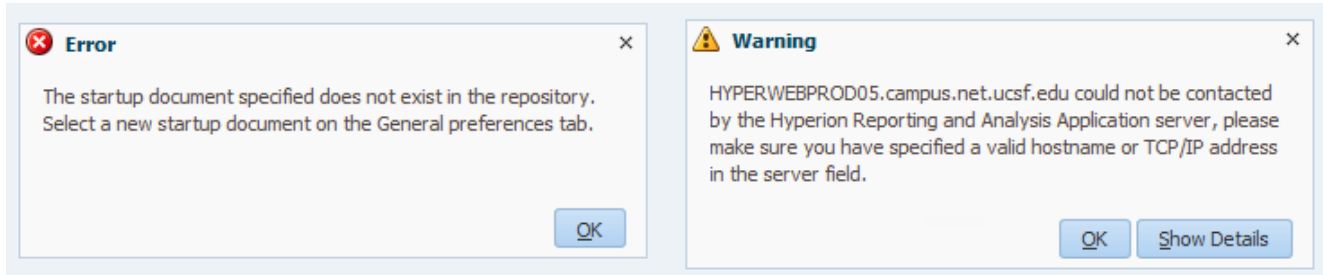 Error
The startup document specified does not exist in the repository.
Select a new startup document on the General preferences tab.
OK
Warning
HYPERWEBPROD05.campus.net.ucsf.edu could not be contacted
by the Hyperion Reporting and Analysis Application server, please
make sure you have specified a valid hostname or TCP/IP address
in the server field.
OK
Show Details